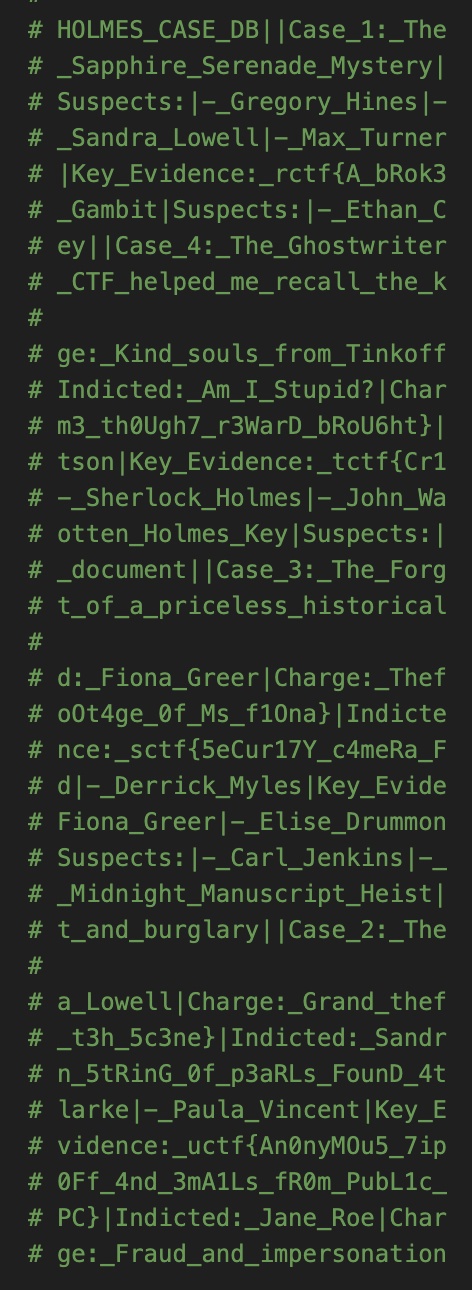 #
# HOLMES_CASE_DB||Case_1:_The
# _Sapphire_Serenade_Mystery|
# Suspects:|-_Gregory_Hines|-
# _Sandra_Lowell|-_Max_Turner
# |Key_Evidence:_rctf{A_bRok3
# _Gambit|Suspects:|-_Ethan_C
# ey||Case_4:_The_Ghostwriter
# _CTF_helped_me_recall_the_k
#
# ge:_Kind_souls_from_Tinkoff
# Indicted:_Am_I_Stupid?|Char
# m3_th0Ugh7_r3WarD_bRoU6ht}|
# tson|Key_Evidence:_tctf{Cr1
# -_Sherlock_Holmes|-_John_Wa
# otten_Holmes_Key|Suspects:|
# _document||Case_3:_The_Forg
# t_of_a_priceless_historical
#
# d:_Fiona_Greer|Charge:_Thef
# oOt4ge_0f_Ms_f1Ona}|Indicte
# nce:_sctf{5eCur17Y_c4meRa_F
# d|-_Derrick_Myles|Key_Evide
# Fiona_Greer|-_Elise_Drummon
# Suspects:|-_Carl_Jenkins|-_
# _Midnight_Manuscript_Heist|
# t_and_burglary||Case_2:_The
#
# a_Lowell|Charge:_Grand_thef
# _t3h_5c3ne}|Indicted:_Sandr
# n_5tRinG_0f_p3aRLs_FounD_4t
# larke|-_Paula_Vincent|Key_E
# vidence:_uctf{An0nyMOu5_7ip
# 0Ff_4nd_3mA1Ls_fR0m_PubL1c_
# PC}|Indicted:_Jane_Roe|Char
# ge:_Fraud_and_impersonation